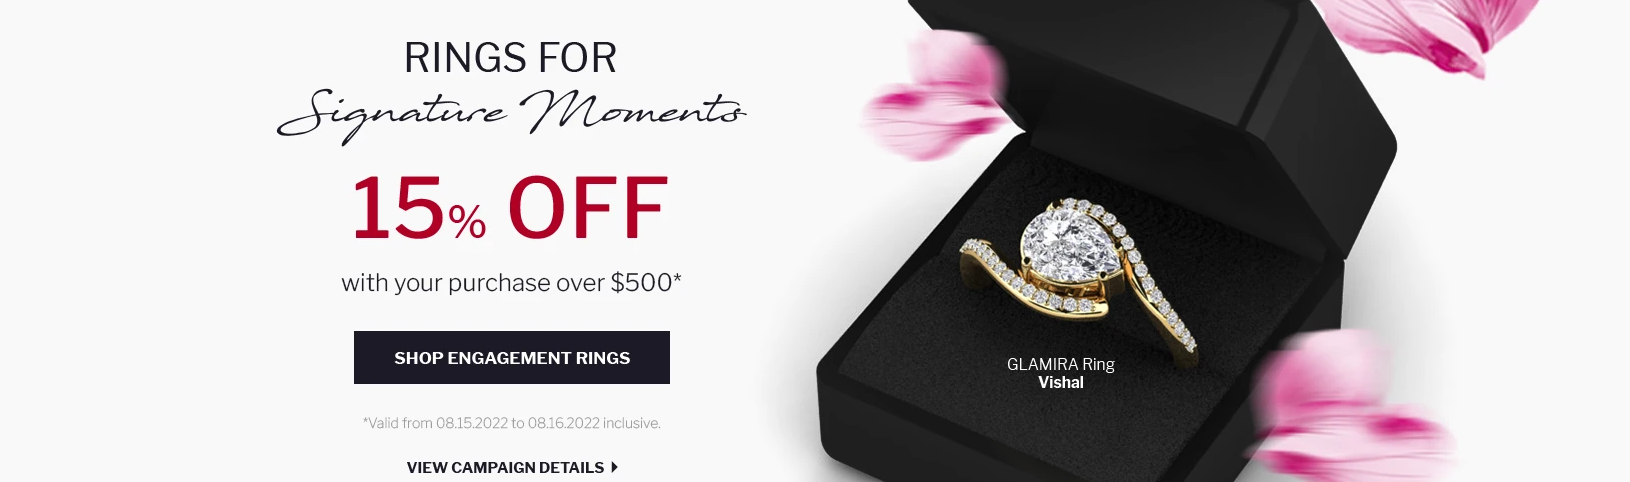 RINGS FOR
Signature Moments
15% OFF
with your purchase over $500*
SHOP ENGAGEMENT RINGS
*Valid from 08.15.2022 to 08.16.2022 inclusive.
VIEW CAMPAIGN DETAILS
GLAMIRA Ring
Vishal